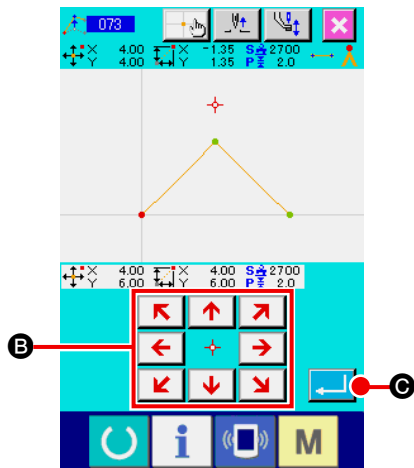 073
X 4.00 X -1.35 S 2700
Y 4.00 Y 1.35 P 2.0
X 4.00 X 4.00 S 2700
Y 6.00 Y 6.00 P 2.0
B
C
i M